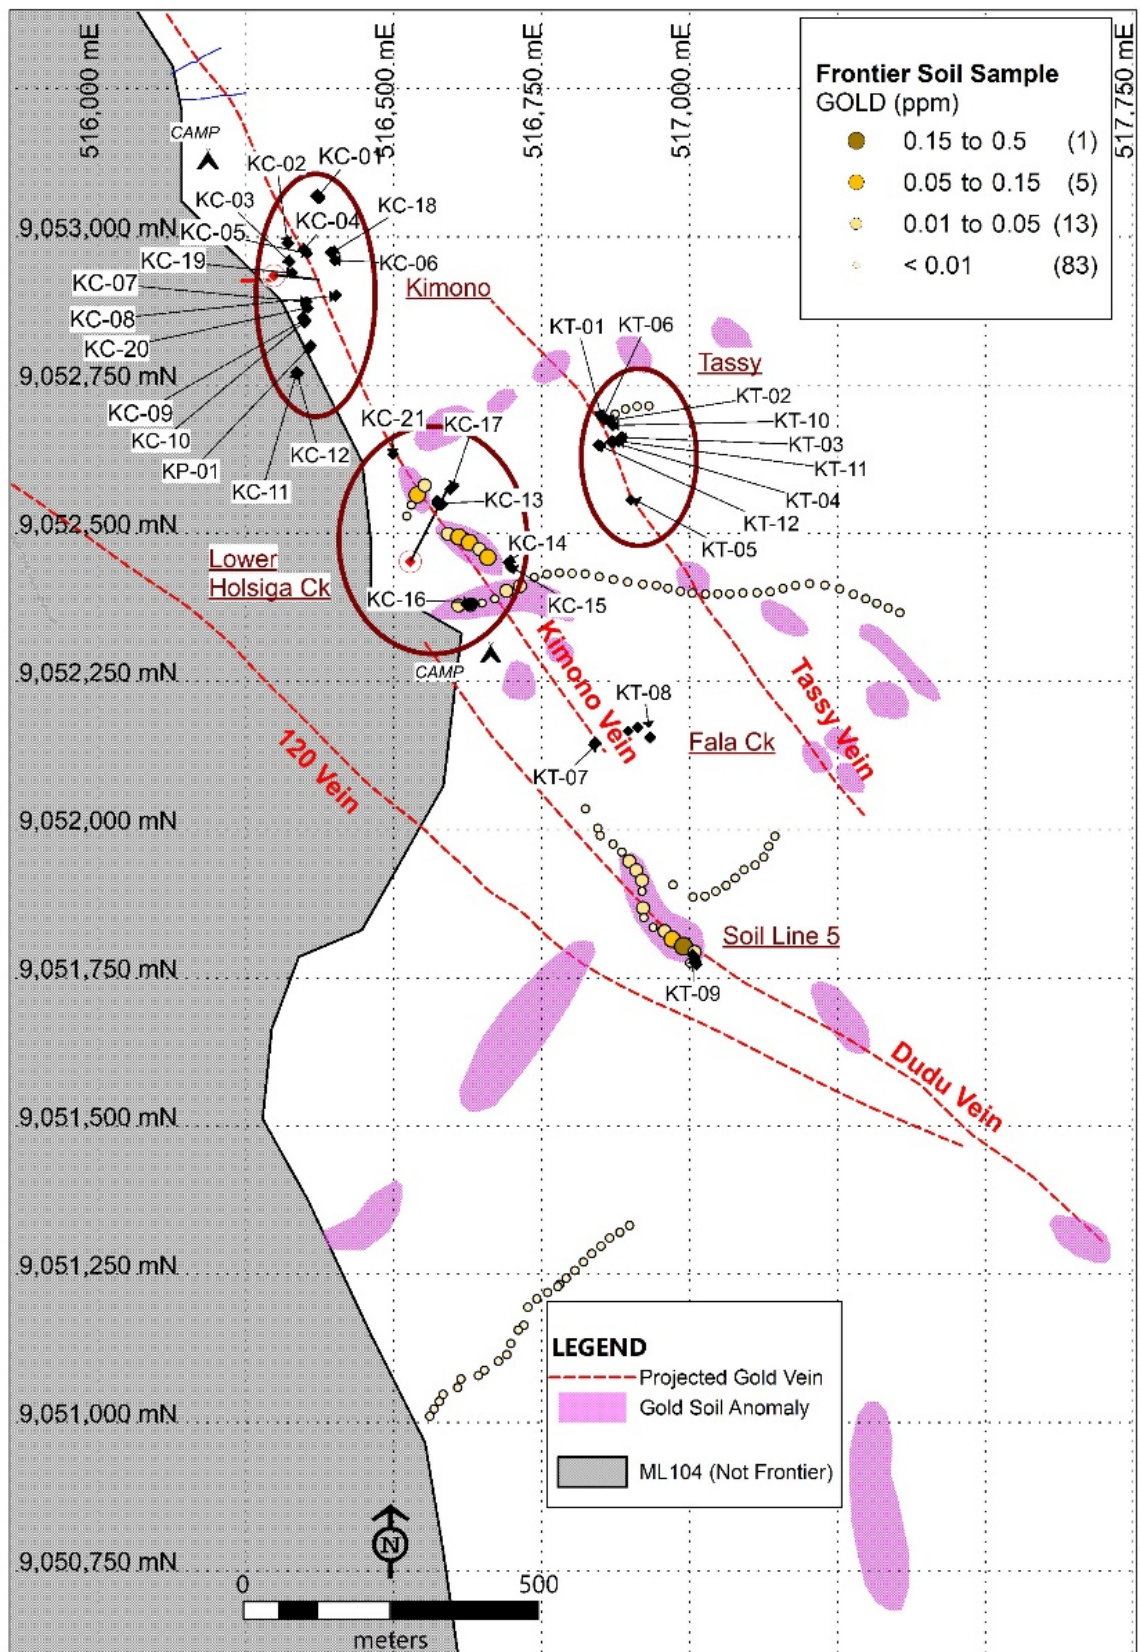 516,000 mE
516,500 mE
516,750 mE
517,000 mE
517,750 mE
Frontier Soil Sample
GOLD (ppm)
0.15 to 0.5 (1)
0.05 to 0.15 (5)
0.01 to 0.05 (13)
< 0.01 (83)
CAMP
KC-02
KC-01
KC-03
KC-04
KC-18
9,053,000 mN
KC-05
KC-19
KC-06
KC-07
Kimono
KC-08
KT-01
KT-06
KC-20
Tassy
9,052,750 mN
KT-02
KC-09
KC-21
KC-17
KT-10
KC-10
KT-03
KP-01
KC-12
KT-11
KC-11
KC-13
KT-04
9,052,500 mN
KT-12
KC-14
KT-05
Lower
Holsiga Ck
KC-16
KC-15
CAMP
9,052,250 mN
Kimono Vein
Tassy Vein
KT-08
120 Vein
Fala Ck
KT-07
9,052,000 mN
Soil Line 5
9,051,750 mN
KT-09
Dudu Vein
9,051,500 mN
9,051,250 mN
LEGEND
Projected Gold Vein
Gold Soil Anomaly
9,051,000 mN
ML104 (Not Frontier)
N
9,050,750 mN
0 500
meters